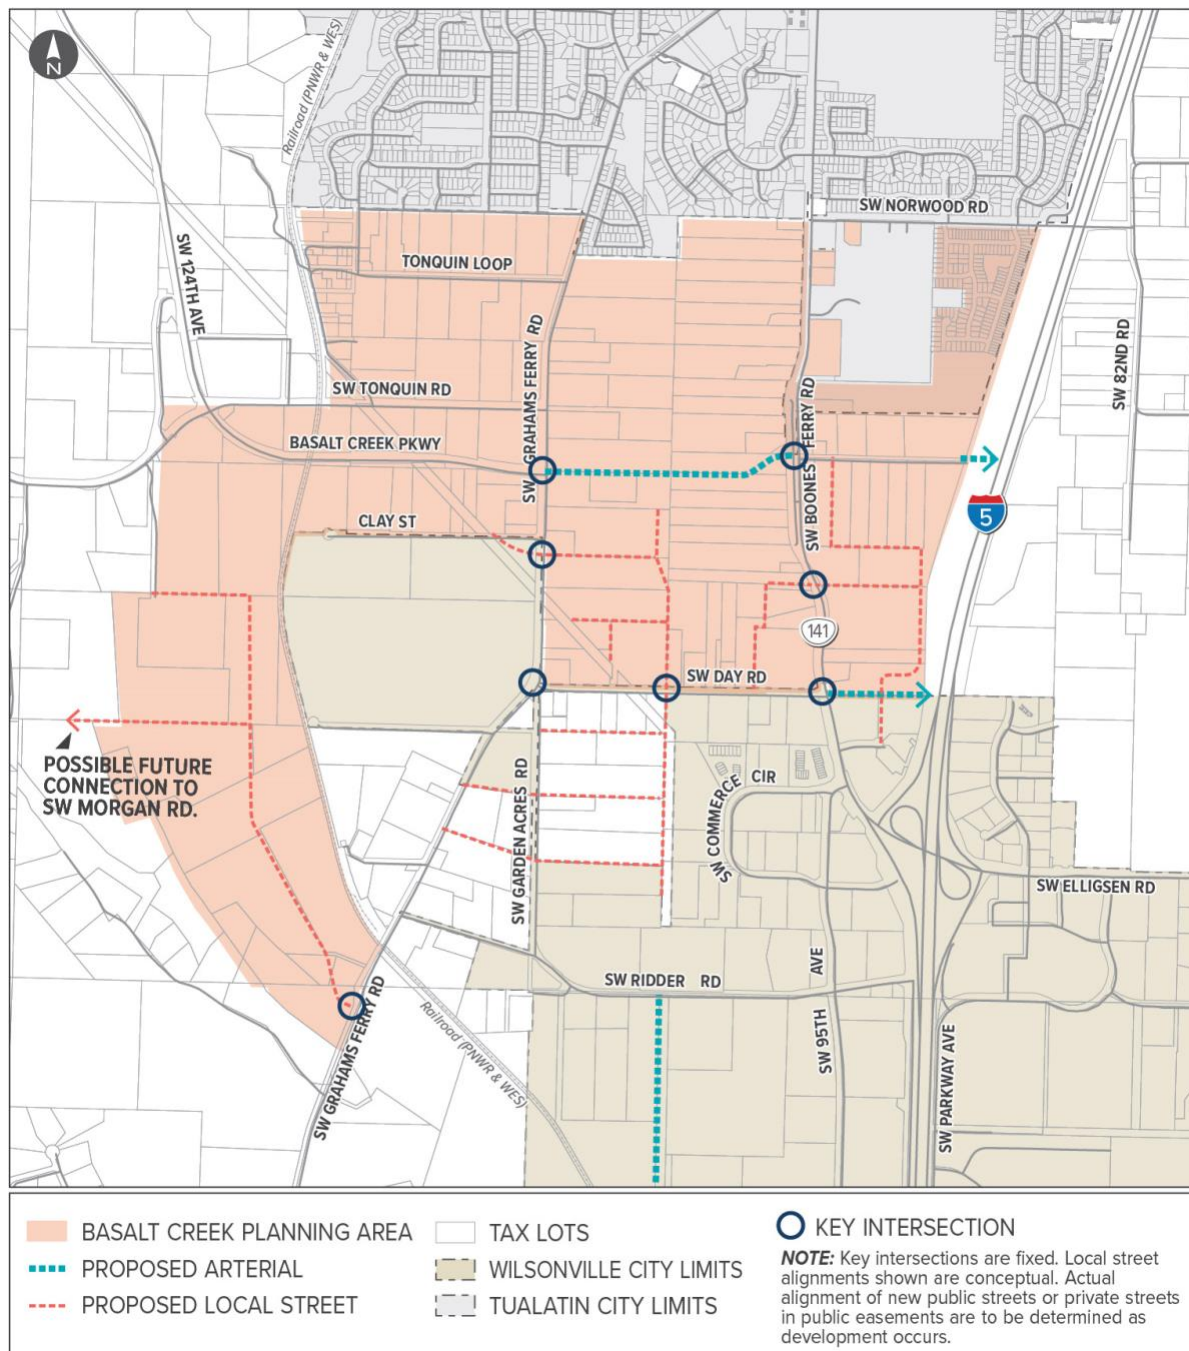 N
Railroad (PNWR & WES)
SW NORWOOD RD
SW 124TH AVE
TONQUIN LOOP
SW GRAHAMS FERRY RD
SW 82ND RD
SW TONQUIN RD
BASALT CREEK PKWY
SW BOONES FERRY RD
5
CLAY ST
141
SW DAY RD
POSSIBLE FUTURE
CONNECTION TO
SW MORGAN RD.
SW GARDEN ACRES RD
SW COMMERCE CIR
SW ELLIGSEN RD
SW RIDDER RD
SW 95TH AVE
SW GRAHAMS FERRY RD
Railroad (PNWR & WES)
SW PARKWAY AVE
BASALT CREEK PLANNING AREA
PROPOSED ARTERIAL
PROPOSED LOCAL STREET
TAX LOTS
WILSONVILLE CITY LIMITS
TUALATIN CITY LIMITS
KEY INTERSECTION
NOTE: Key intersections are fixed. Local street
alignments shown are conceptual. Actual
alignment of new public streets or private streets
in public easements are to be determined as
development occurs.